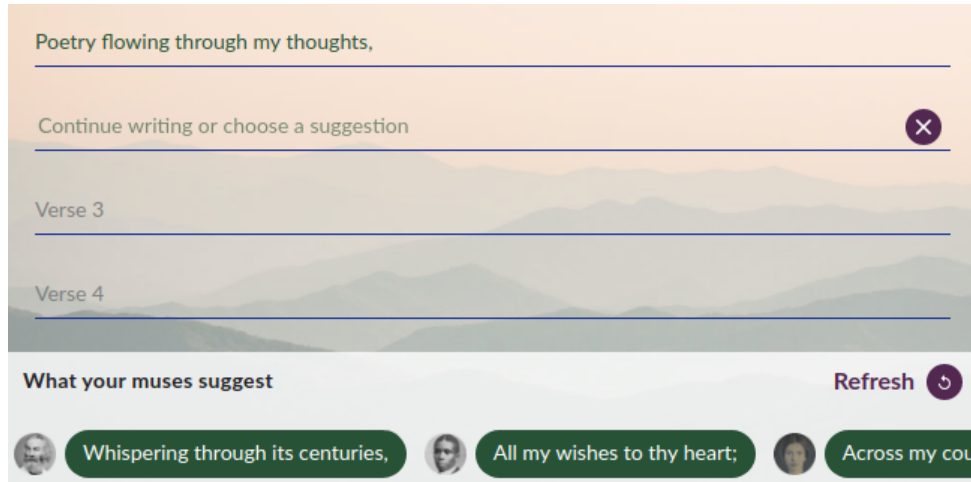 Poetry flowing through my thoughts,
Continue writing or choose a suggestion
Verse 3
Verse 4
What your muses suggest Refresh
Whispering through its centuries, All my wishes to thy heart; Across my